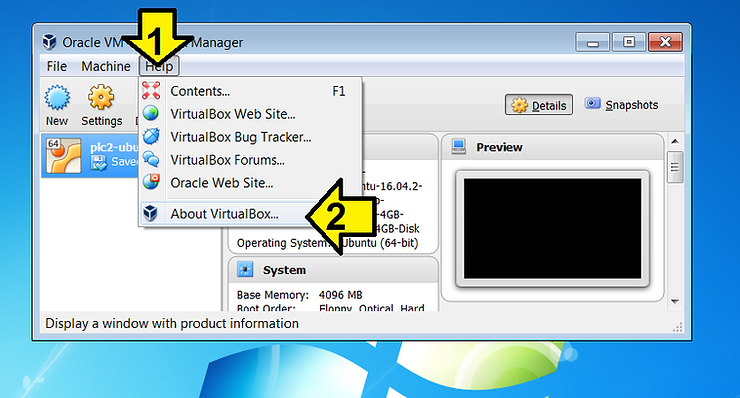 1
Oracle VM Manager
File Machine Help
New Settings
Contents... F1
VirtualBox Web Site...
VirtualBox Bug Tracker...
VirtualBox Forums...
Oracle Web Site...
About VirtualBox...
2
Details Snapshots
64
plc2-ubu
Saved
ntu-16.04.2-
p-
-4GB-
4GB-Disk
Operating System: Ubuntu (64-bit)
System
Base Memory: 4096 MB
Boot Order: Floppy, Optical, Hard
Preview
Display a window with product information